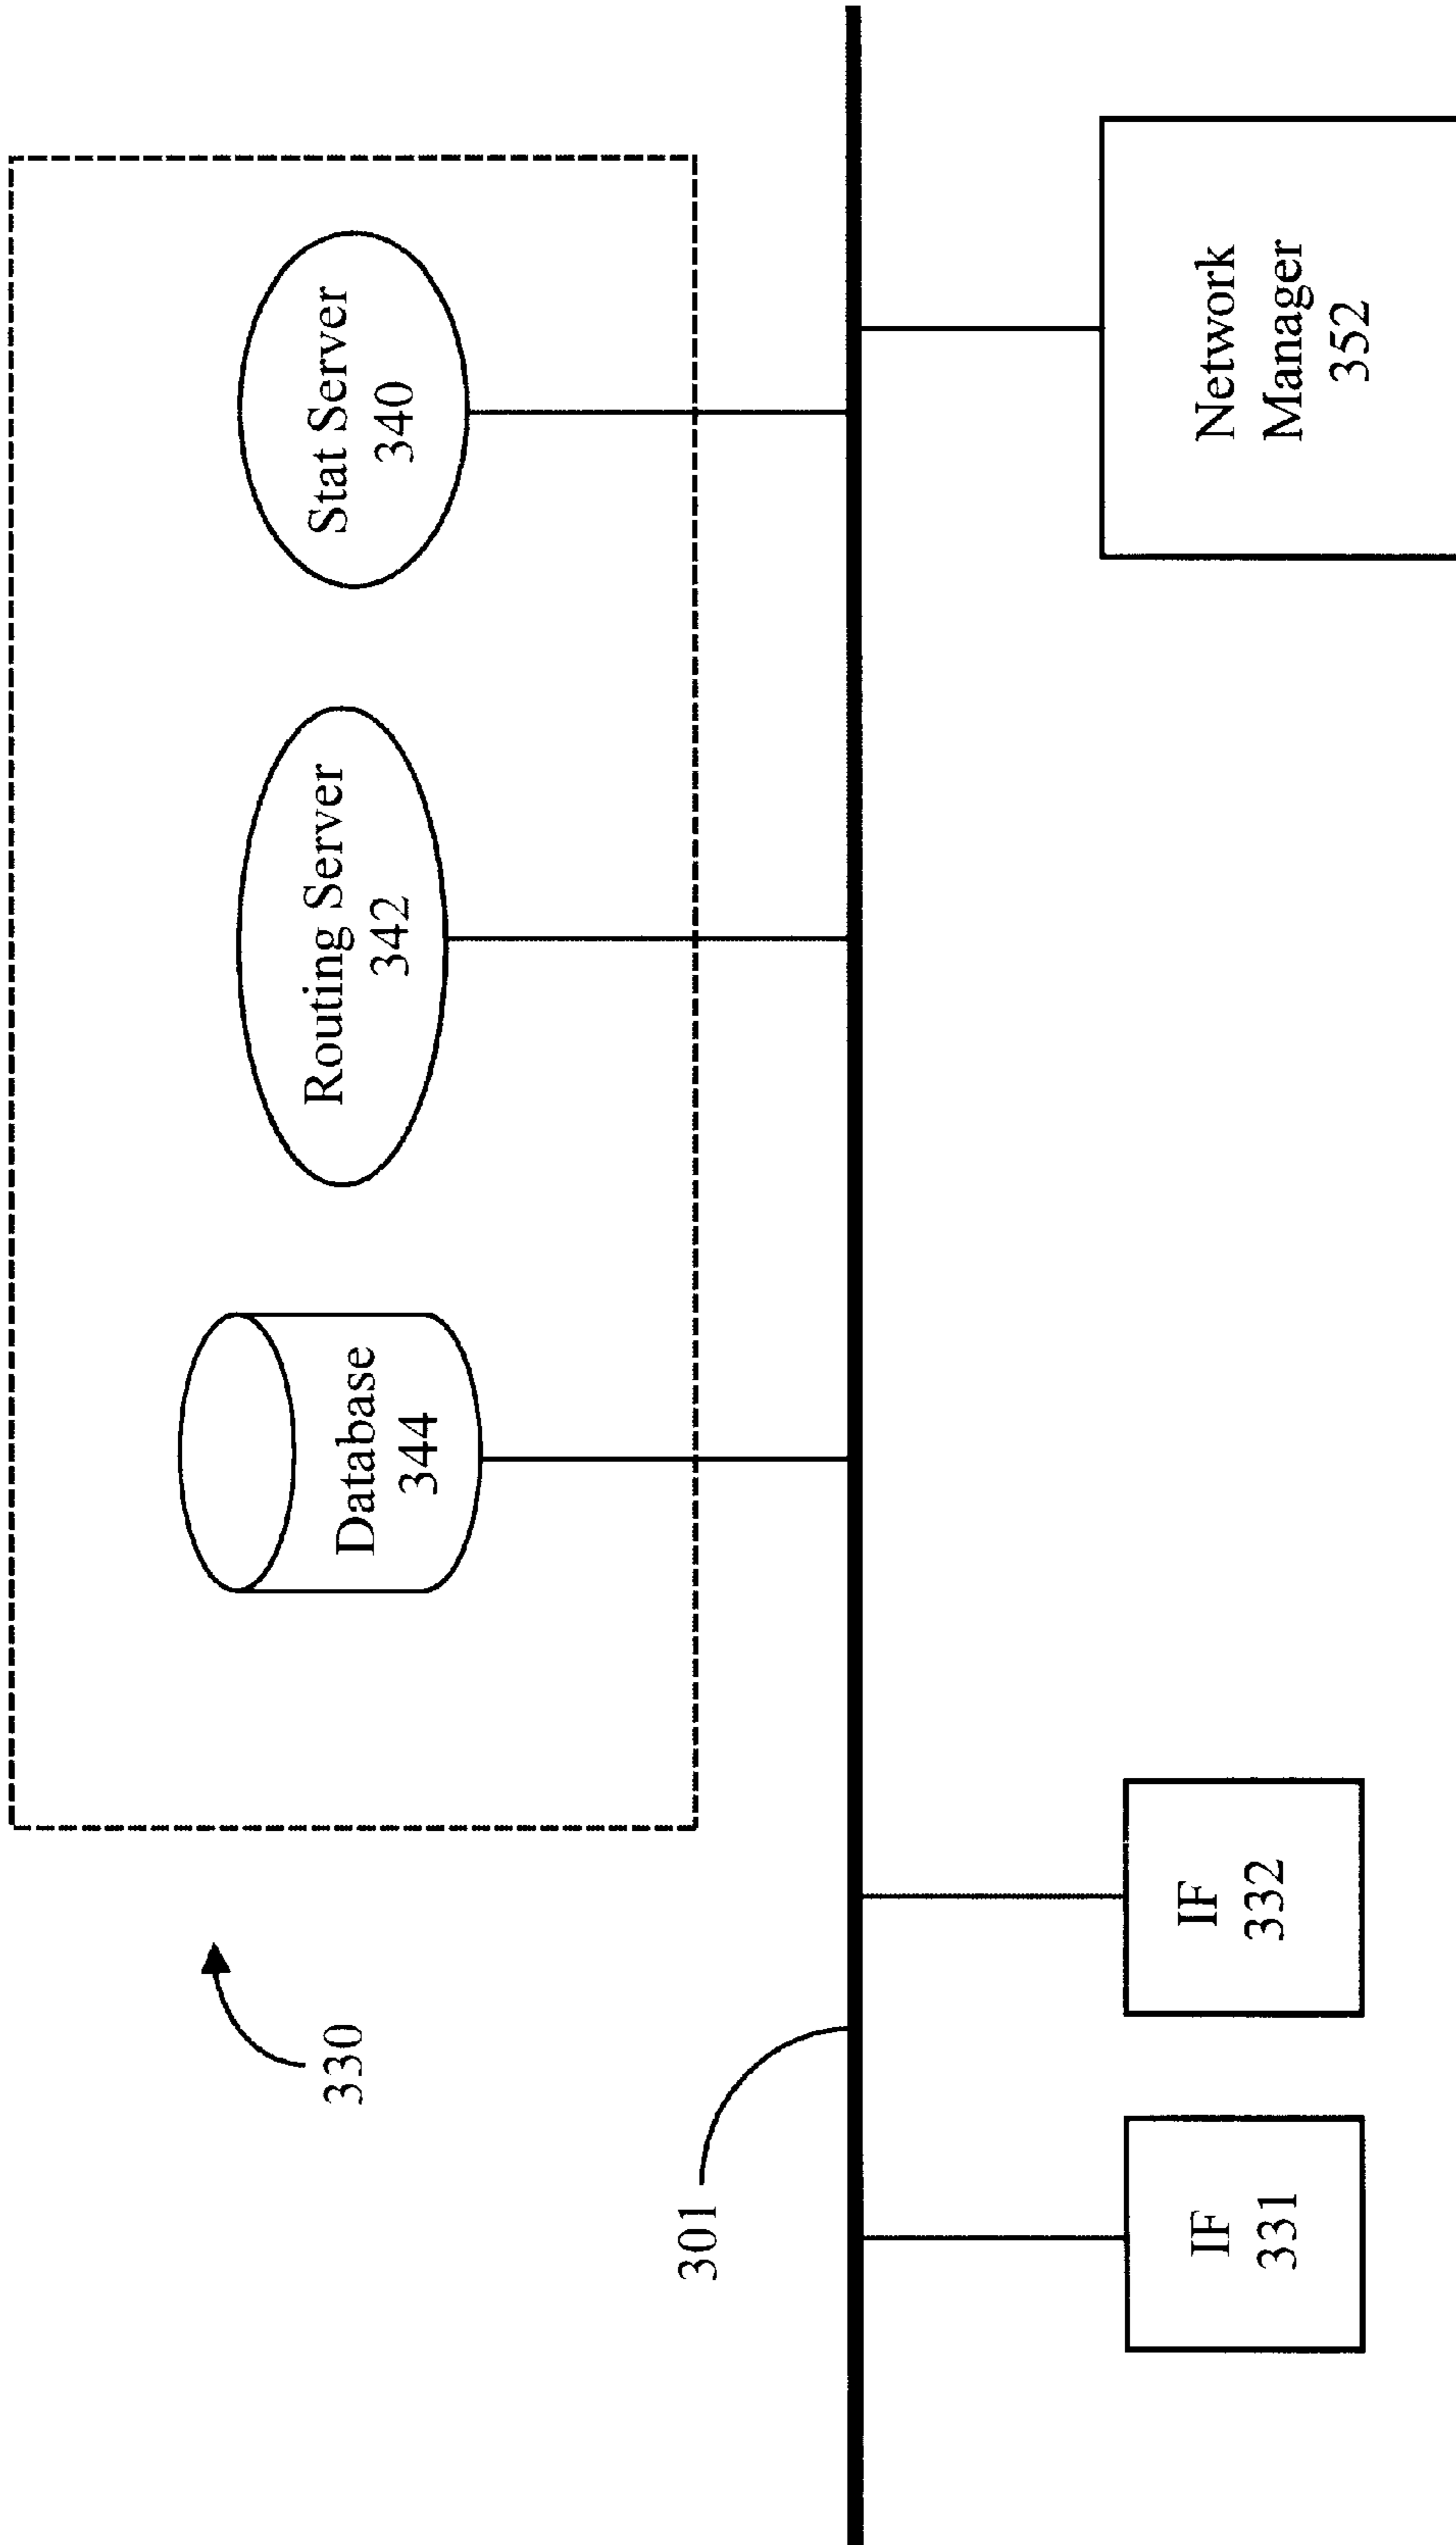 330
Database
344
Routing Server
342
Stat Server
340
301
IF
331
IF
332
Network
Manager
352